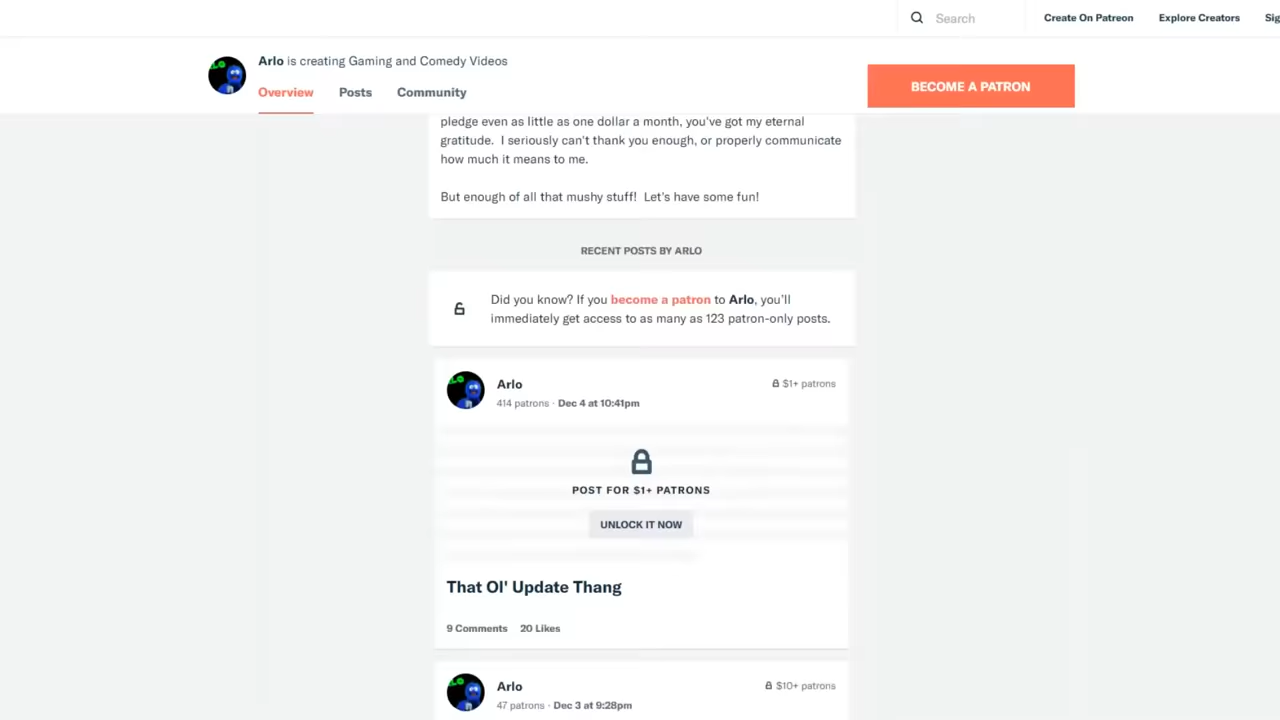 Search
Create On Patreon
Explore Creators
Sig
Arlo is creating Gaming and Comedy Videos
Overview
Posts
Community
BECOME A PATRON
pledge even as little as one dollar a month, you've got my eternal
gratitude.  I seriously can't thank you enough, or properly communicate
how much it means to me.
But enough of all that mushy stuff!  Let's have some fun!
RECENT POSTS BY ARLO
Did you know? If you become a patron to Arlo, you'll
immediately get access to as many as 123 patron-only posts.
Arlo
$1+ patrons
414 patrons · Dec 4 at 10:41pm
POST FOR $1+ PATRONS
UNLOCK IT NOW
That Ol' Update Thang
9 Comments
20 Likes
Arlo
$10+ patrons
47 patrons · Dec 3 at 9:28pm